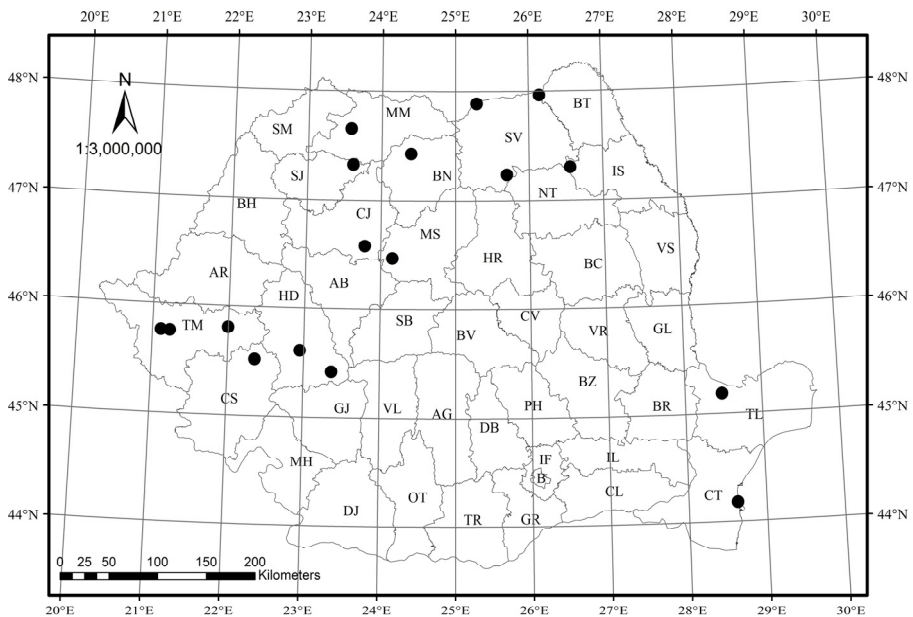 20°E 21°E 22°E 23°E 24°E 25°E 26°E 27°E 28°E 29°E 30°E
48°N 48°N
N
1:3,000,000
MM BT
SM
SV
SJ BN IS
NT
BH
CJ
MS VS
HR BC
AR AB
47°N 47°N
HD
46°N 46°N
SB CV
TM BV VR GL
BZ
CS
GJ VL AG PH BR TL
45°N 45°N
DB
MH IF IL
B
OT CL CT
DJ TR GR
44°N 44°N
0 25 50 100 150 200
Kilometers
20°E 21°E 22°E 23°E 24°E 25°E 26°E 27°E 28°E 29°E 30°E